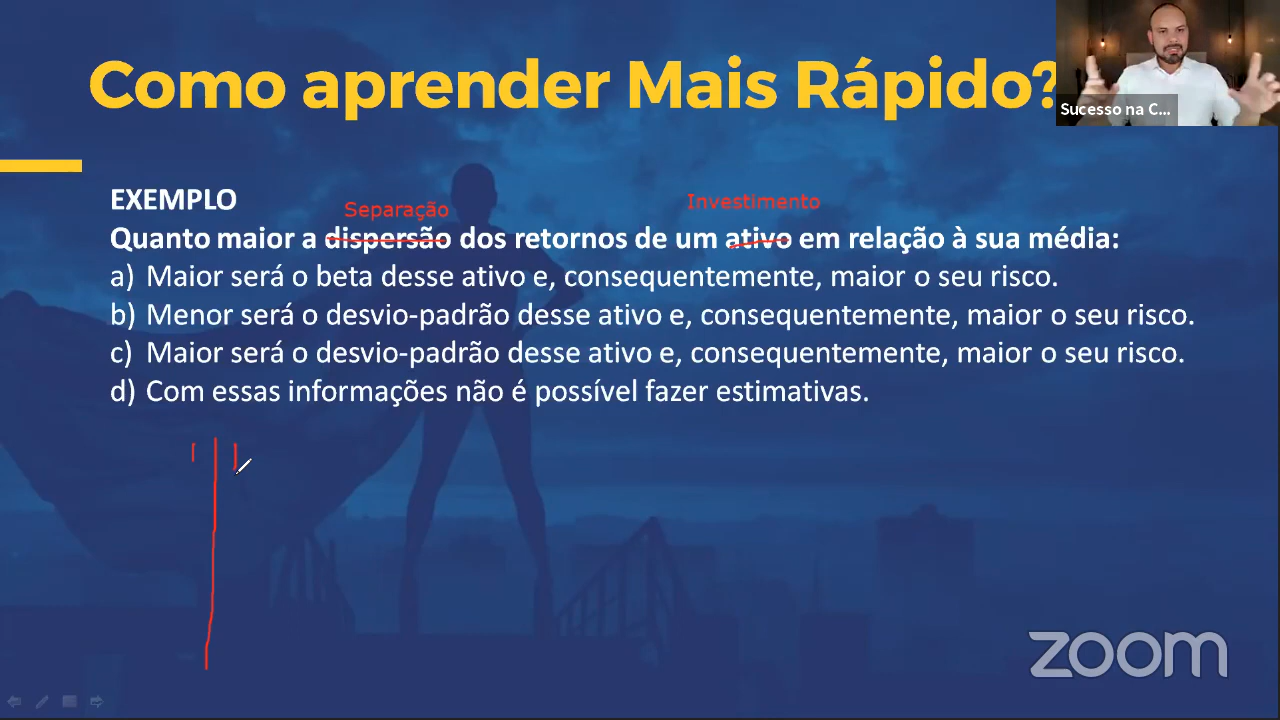 Como aprender Mais Rápido?
Sucesso na C...
EXEMPLO
Separação
Investimento
Quanto maior a dispersão dos retornos de um ativo em relação à sua média:
a) Maior será o beta desse ativo e, consequentemente, maior o seu risco.
b) Menor será o desvio-padrão desse ativo e, consequentemente, maior o seu risco.
c) Maior será o desvio-padrão desse ativo e, consequentemente, maior o seu risco.
d) Com essas informações não é possível fazer estimativas.
zoom